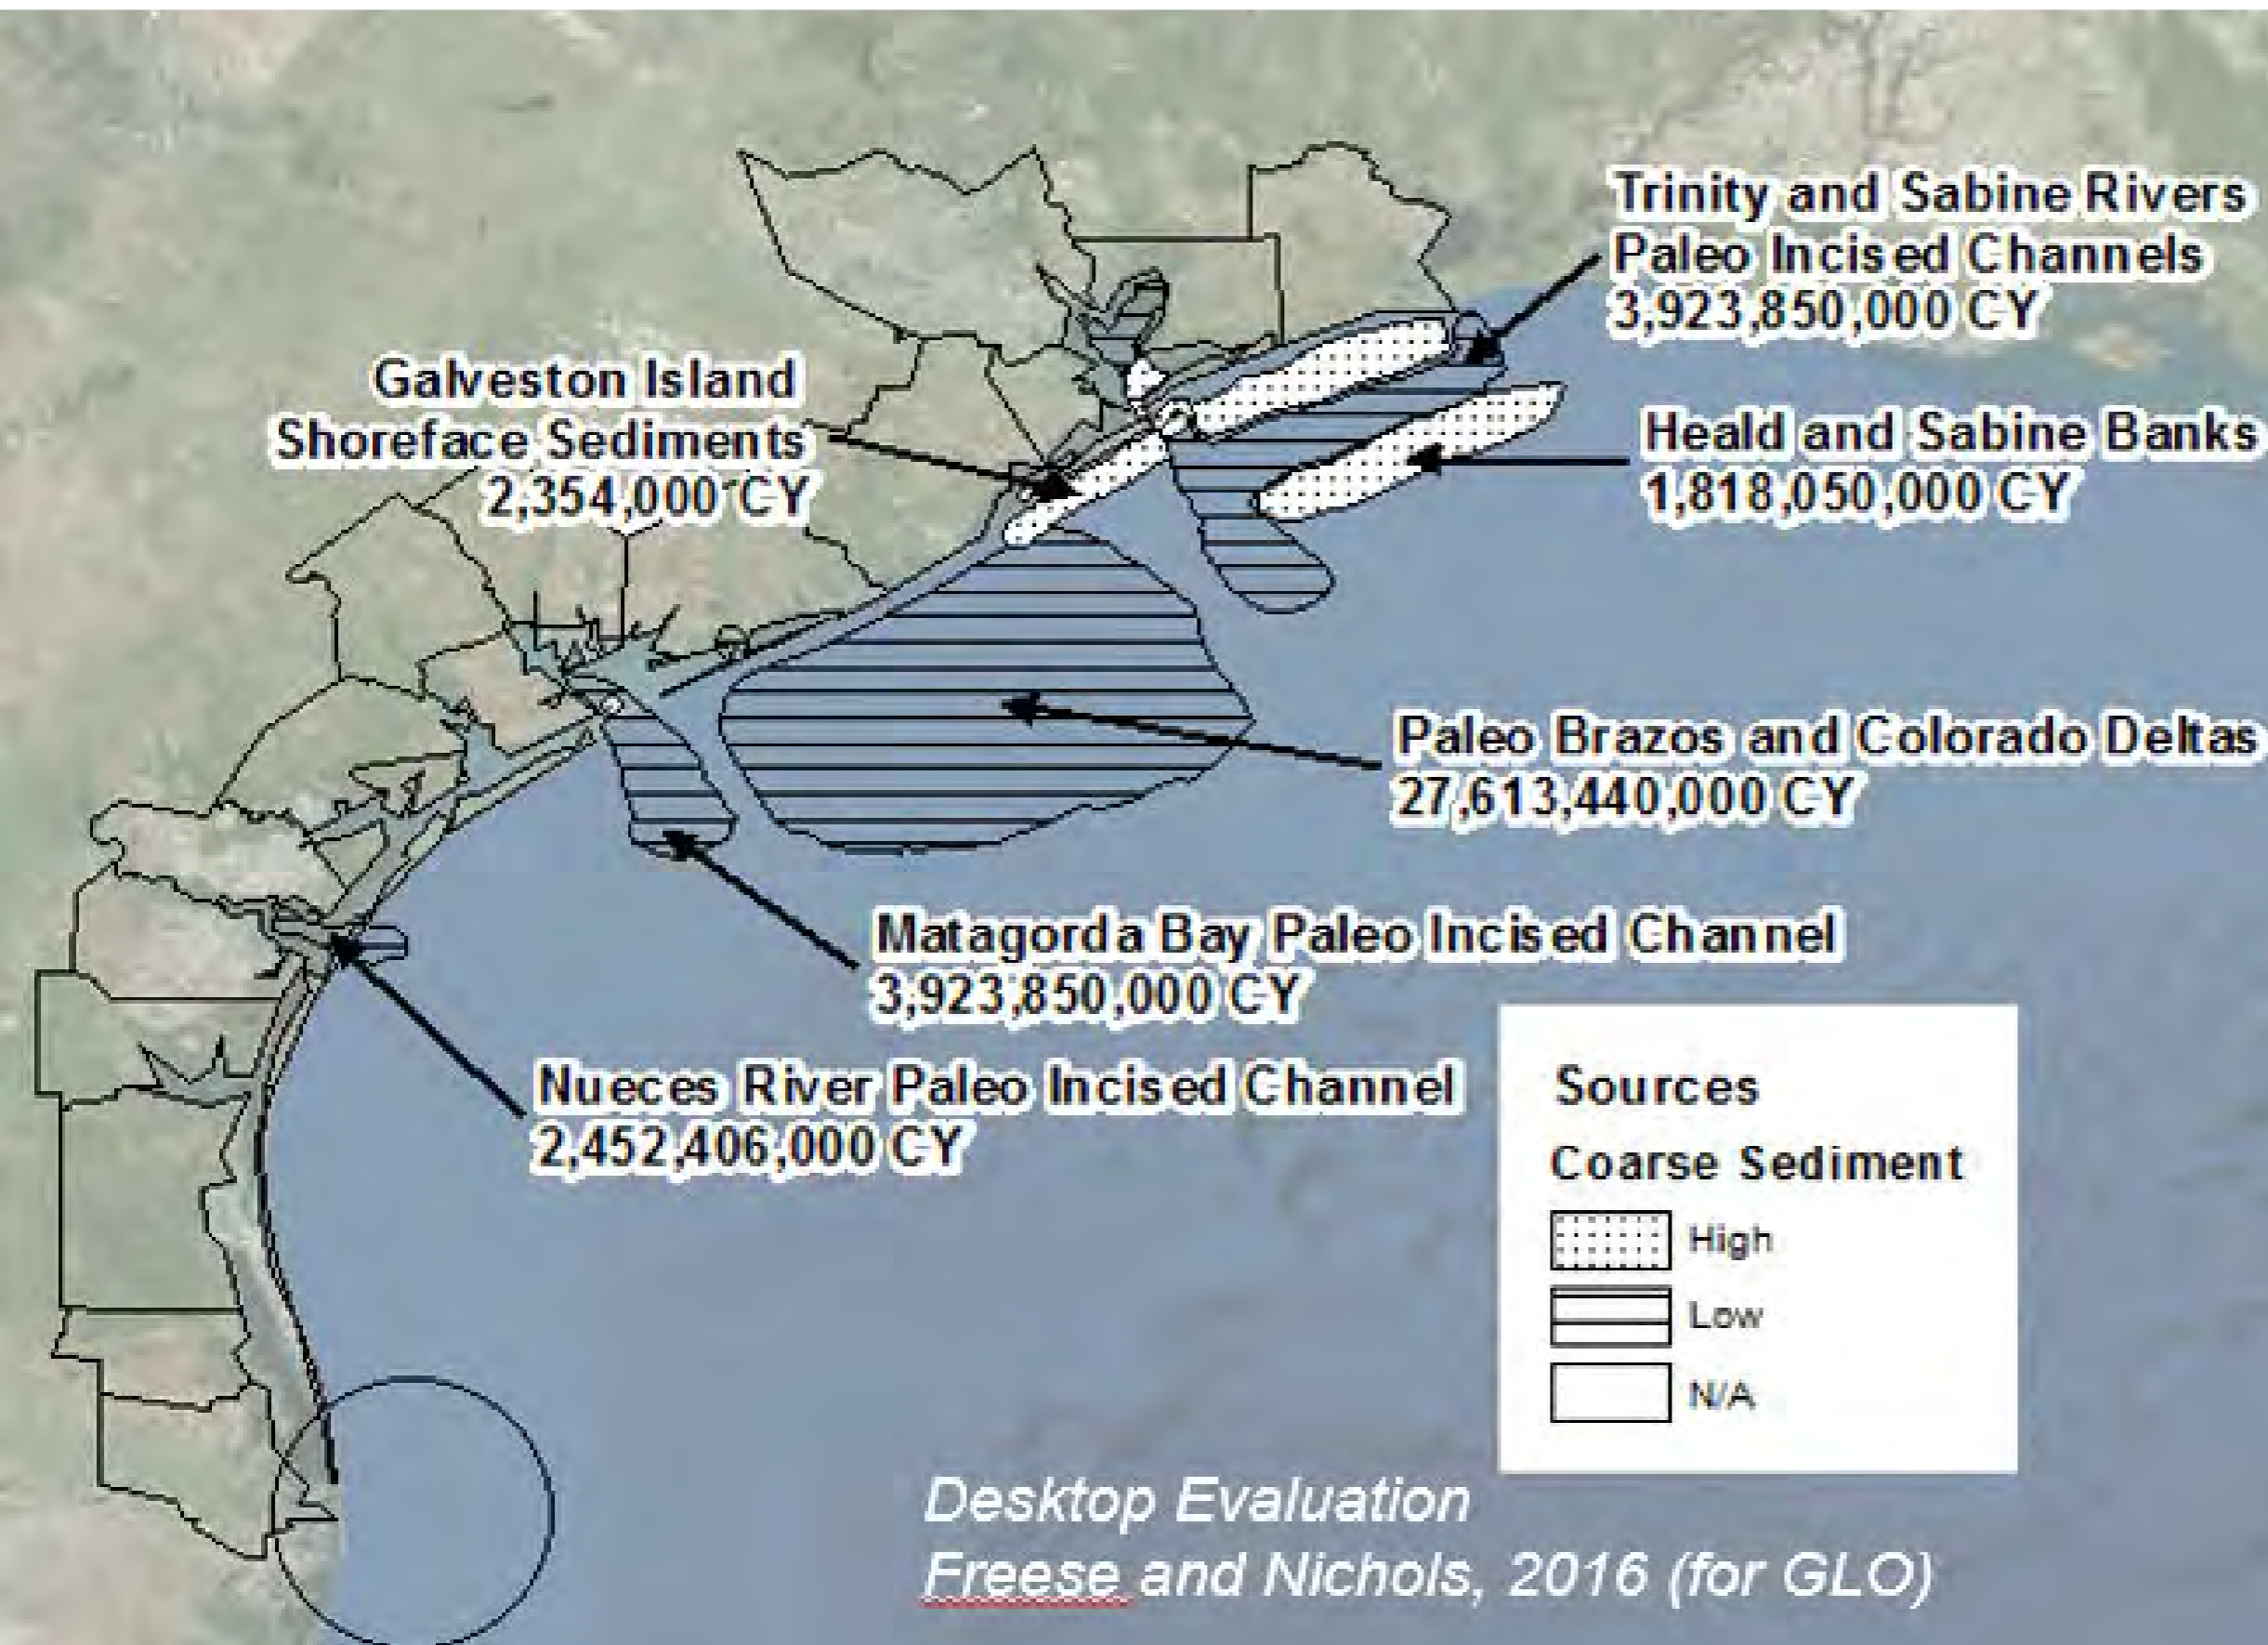 Trinity and Sabine Rivers
Paleo Incised Channels
3,923,850,000 CY
Galveston Island
Shoreface Sediments
2,354,000 CY
Heald and Sabine Banks
1,818,050,000 CY
Paleo Brazos and Colorado Deltas
27,613,440,000 CY
Matagorda Bay Paleo Incised Channel
3,923,850,000 CY
Nueces River Paleo Incised Channel
2,452,406,000 CY
Sources
Coarse Sediment
High
Low
N/A
Desktop Evaluation
Freese and Nichols, 2016 (for GLO)